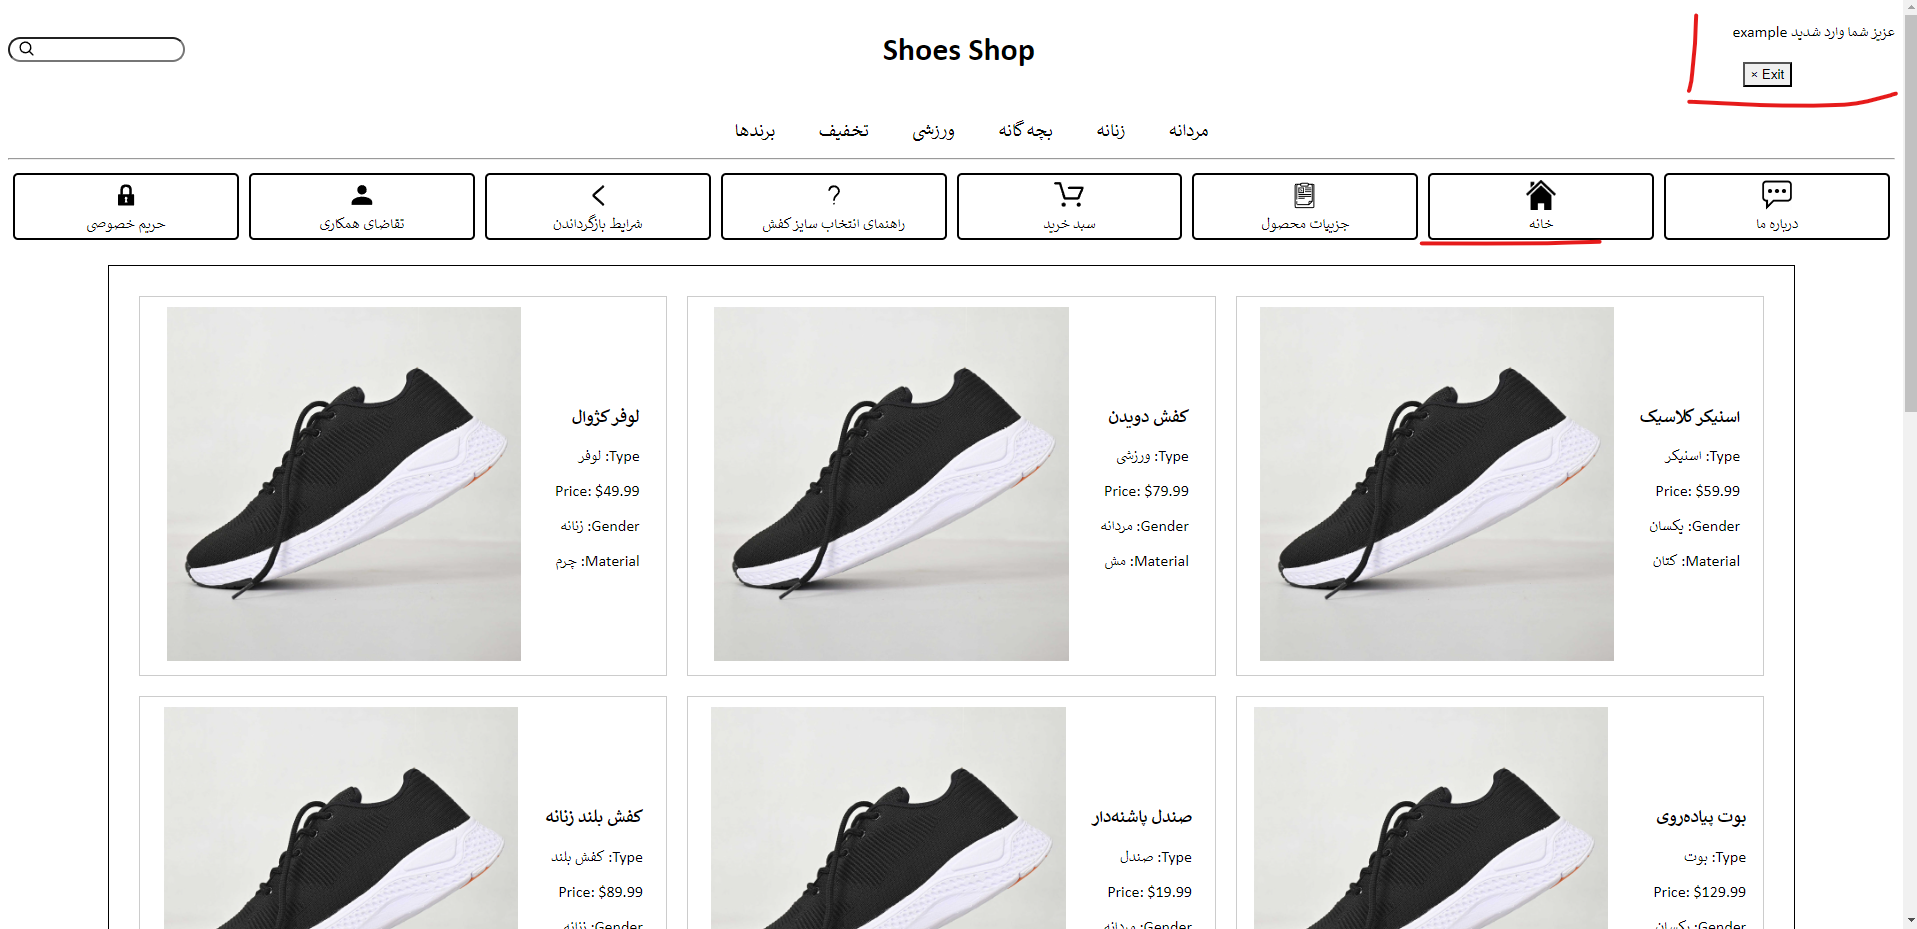 عزیز شما وارد شدید example
× Exit
Shoes Shop
مردانه زنانه بچه گانه ورزشی تخفیف برندها
درباره ما
خانه
جزییات محصول
سبد خرید
راهنمای انتخاب سایز کفش
شرایط بازگرداندن
تقاضای همکاری
حریم خصوصی
اسنیکر کلاسیک
Type: اسنیکر
Price: $59.99
Gender: یکسان
Material: کتان
کفش دویدن
Type: ورزشی
Price: $79.99
Gender: مردانه
Material: مش
لوفر کژوال
Type: لوفر
Price: $49.99
Gender: زنانه
Material: چرم
بوت پیاده‌روی
Type: بوت
Price: $129.99
Gender: یکسان
صندل پاشنه‌دار
Type: صندل
Price: $19.99
Gender: مردانه
کفش بلند زنانه
Type: کفش بلند
Price: $89.99
Gender: زنانه